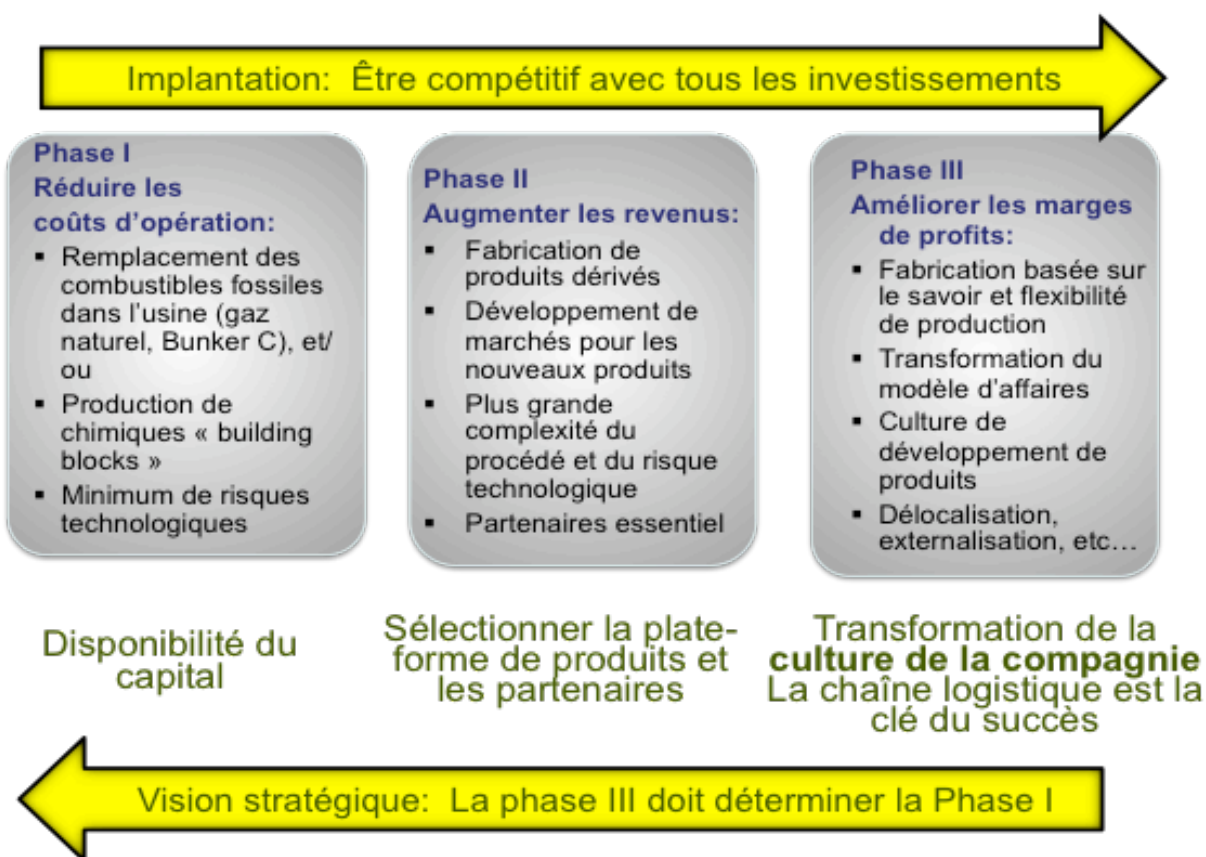 Implantation: Être compétitif avec tous les investissements
Phase I
Réduire les
coûts d'opération:
▪ Remplacement des
combustibles fossiles
dans l'usine (gaz
naturel, Bunker C), et/
ou
▪ Production de
chimiques « building
blocks »
▪ Minimum de risques
technologiques
Phase II
Augmenter les revenus:
▪ Fabrication de
produits dérivés
▪ Développement de
marchés pour les
nouveaux produits
▪ Plus grande
complexité du
procédé et du risque
technologique
▪ Partenaires essentiel
Phase III
Améliorer les marges
de profits:
▪ Fabrication basée sur
le savoir et flexibilité
de production
▪ Transformation du
modèle d'affaires
▪ Culture de
développement de
produits
▪ Délocalisation,
externalisation, etc…
Disponibilité du
capital
Sélectionner la plate-
forme de produits et
les partenaires
Transformation de la
culture de la compagnie
La chaîne logistique est la
clé du succès
Vision stratégique: La phase III doit déterminer la Phase I